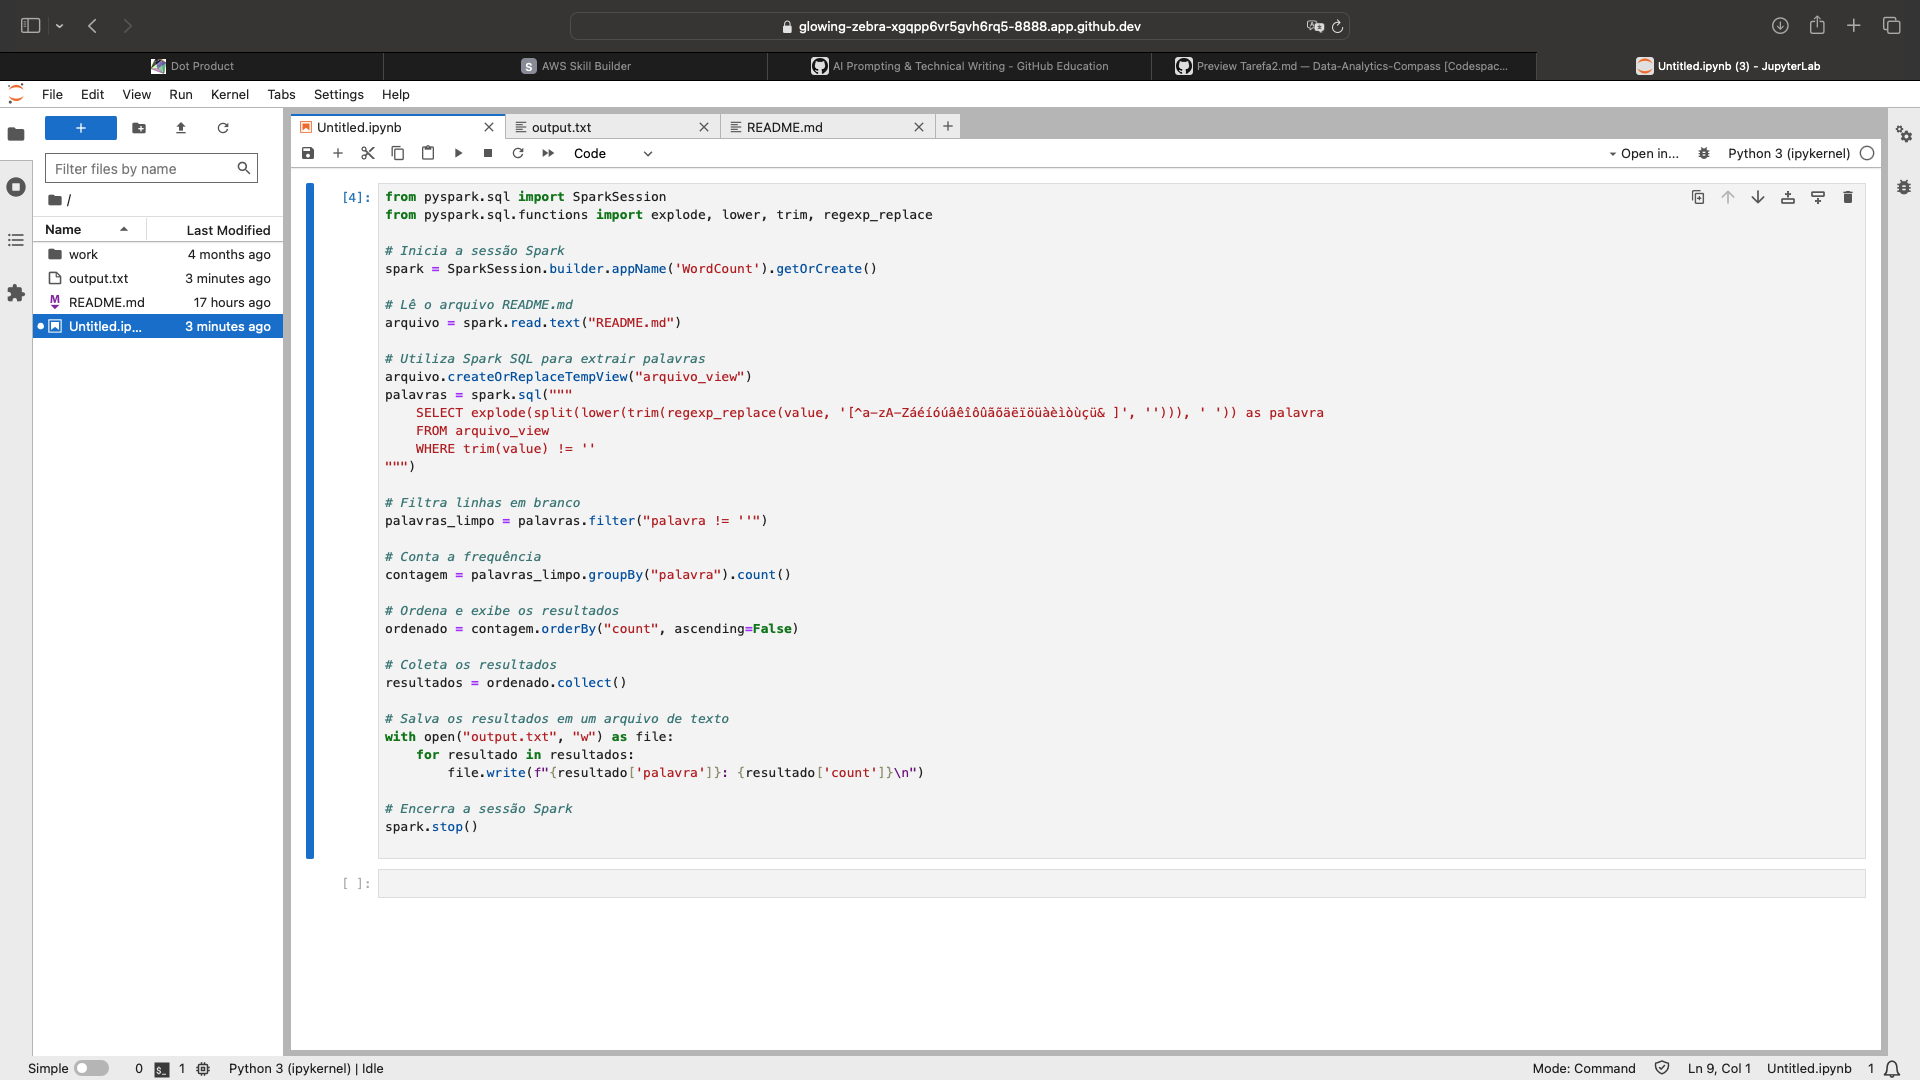 glowing-zebra-xgqpp6vr5gvh6rq5-8888.app.github.dev
Dot Product
S AWS Skill Builder
AI Prompting & Technical Writing - GitHub Education
Preview Tarefa2.md — Data-Analytics-Compass [Codespac...
Untitled.ipynb (3) - JupyterLab
File Edit View Run Kernel Tabs Settings Help
Untitled.ipynb
output.txt
README.md
Code
Open in...
Python 3 (ipykernel)
Filter files by name
/
Name Last Modified
work 4 months ago
output.txt 3 minutes ago
README.md 17 hours ago
Untitled.ip... 3 minutes ago
[4]:
from pyspark.sql import SparkSession
from pyspark.sql.functions import explode, lower, trim, regexp_replace
# Inicia a sessão Spark
spark = SparkSession.builder.appName('WordCount').getOrCreate()
# Lê o arquivo README.md
arquivo = spark.read.text("README.md")
# Utiliza Spark SQL para extrair palavras
arquivo.createOrReplaceTempView("arquivo_view")
palavras = spark.sql("""
SELECT explode(split(lower(trim(regexp_replace(value, '[^a-zA-Záéíóúâêîôûãõäëïöüàèìòùçü& ]', ''))), ' ')) as palavra
FROM arquivo_view
WHERE trim(value) != ''
""")
# Filtra linhas em branco
palavras_limpo = palavras.filter("palavra != ''")
# Conta a frequência
contagem = palavras_limpo.groupBy("palavra").count()
# Ordena e exibe os resultados
ordenado = contagem.orderBy("count", ascending=False)
# Coleta os resultados
resultados = ordenado.collect()
# Salva os resultados em um arquivo de texto
with open("output.txt", "w") as file:
for resultado in resultados:
file.write(f"{resultado['palavra']}: {resultado['count']}\n")
# Encerra a sessão Spark
spark.stop()
[ ]:
Simple 0 1 Python 3 (ipykernel) | Idle
Mode: Command Ln 9, Col 1 Untitled.ipynb 1